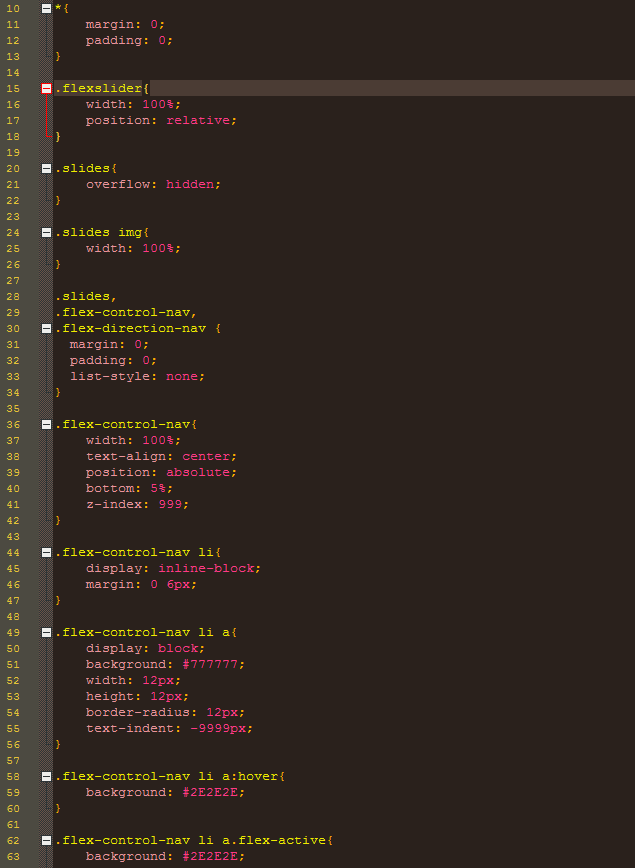 10 *{
11 margin: 0;
12 padding: 0;
13 }
14
15 .flexslider{
16 width: 100%;
17 position: relative;
18 }
19
20 .slides{
21 overflow: hidden;
22 }
23
24 .slides img{
25 width: 100%;
26 }
27
28 .slides,
29 .flex-control-nav,
30 .flex-direction-nav {
31 margin: 0;
32 padding: 0;
33 list-style: none;
34 }
35
36 .flex-control-nav{
37 width: 100%;
38 text-align: center;
39 position: absolute;
40 bottom: 5%;
41 z-index: 999;
42 }
43
44 .flex-control-nav li{
45 display: inline-block;
46 margin: 0 6px;
47 }
48
49 .flex-control-nav li a{
50 display: block;
51 background: #777777;
52 width: 12px;
53 height: 12px;
54 border-radius: 12px;
55 text-indent: -9999px;
56 }
57
58 .flex-control-nav li a:hover{
59 background: #2E2E2E;
60 }
61
62 .flex-control-nav li a.flex-active{
63 background: #2E2E2E;